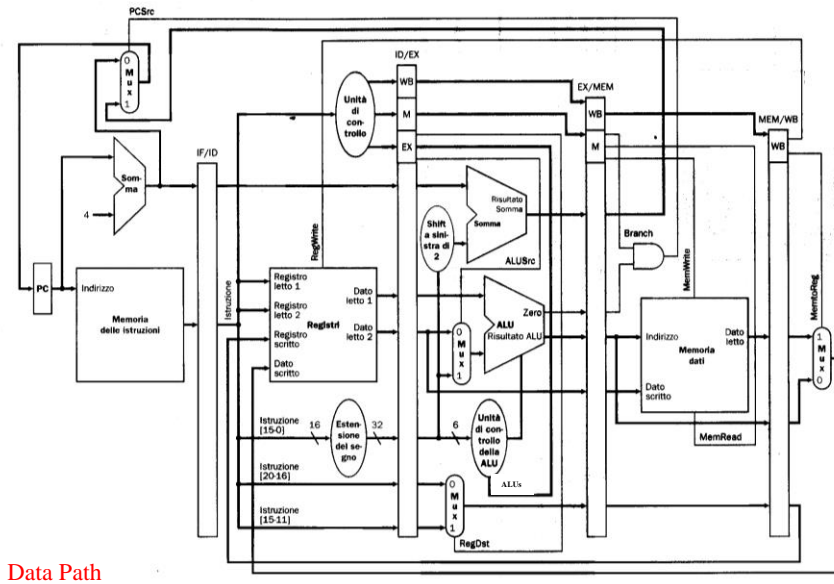 PCSrc
0
M
u
x
1
ID/EX
WB
M
EX
Unità
di
controllo
EX/MEM
WB
M
MEM/WB
WB
IF/ID
Som-
ma
4
RegWrite
Shift
a sini-
stra di
2
Risultato
Somma
Somma
ALUSrc
Branch
MemWrite
MemtoReg
PC
Indirizzo
Memoria
delle istruzioni
Istruzione
Registro
letto 1
Registro
letto 2
Registro
scritto
Dato
scritto
Registri
Dato
letto 1
Dato
letto 2
0
M
u
x
1
Zero
ALU
Risultato ALU
Indirizzo
Dato
letto
Memoria
dati
Dato
scritto
1
M
u
x
0
MemRead
Istruzione
[15-0]
16
Esten-
sione
del se-
gno
32
6
Unità
di con-
trollo
della
ALU
ALUs
Istruzione
[20-16]
Istruzione
[15-11]
0
M
u
x
1
RegDst
Data Path